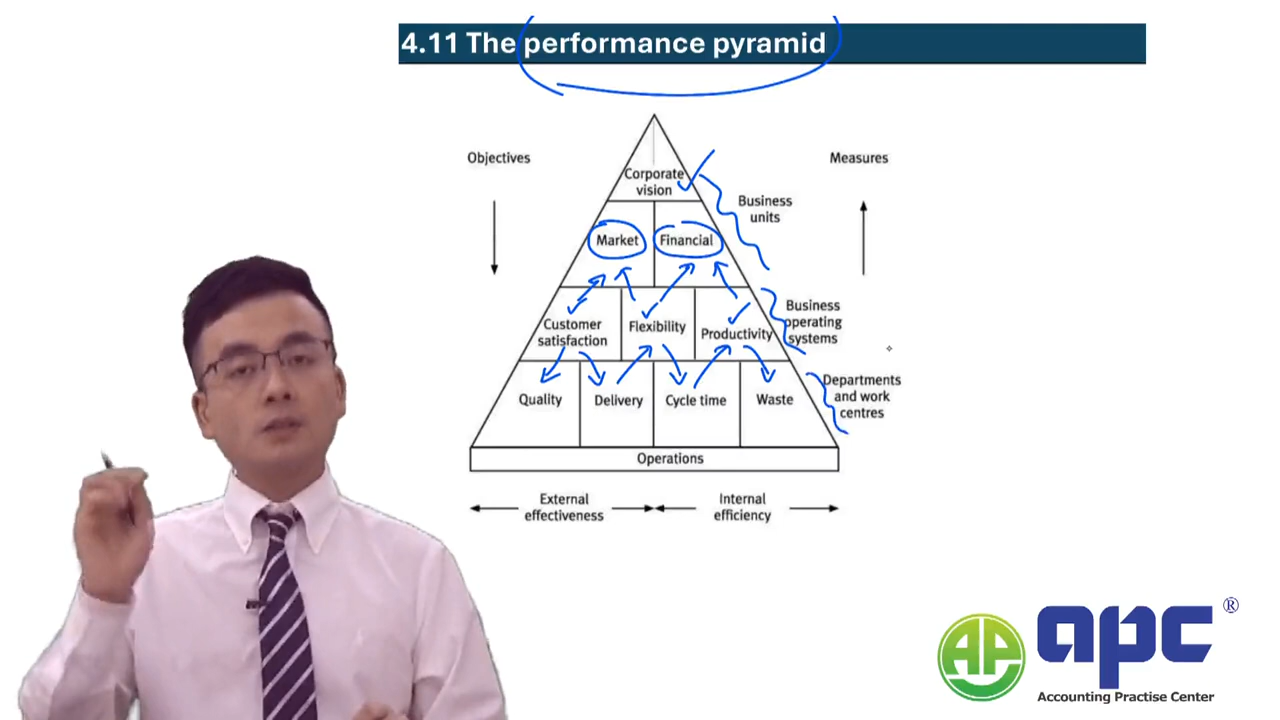 4.11 The performance pyramid
Objectives
Measures
Corporate
vision
Business
units
Market
Financial
Customer
satisfaction
Flexibility
Productivity
Business
operating
systems
Quality
Delivery
Cycle time
Waste
Departments
and work
centres
Operations
External
effectiveness
Internal
efficiency
AP
apc®
Accounting Practise Center